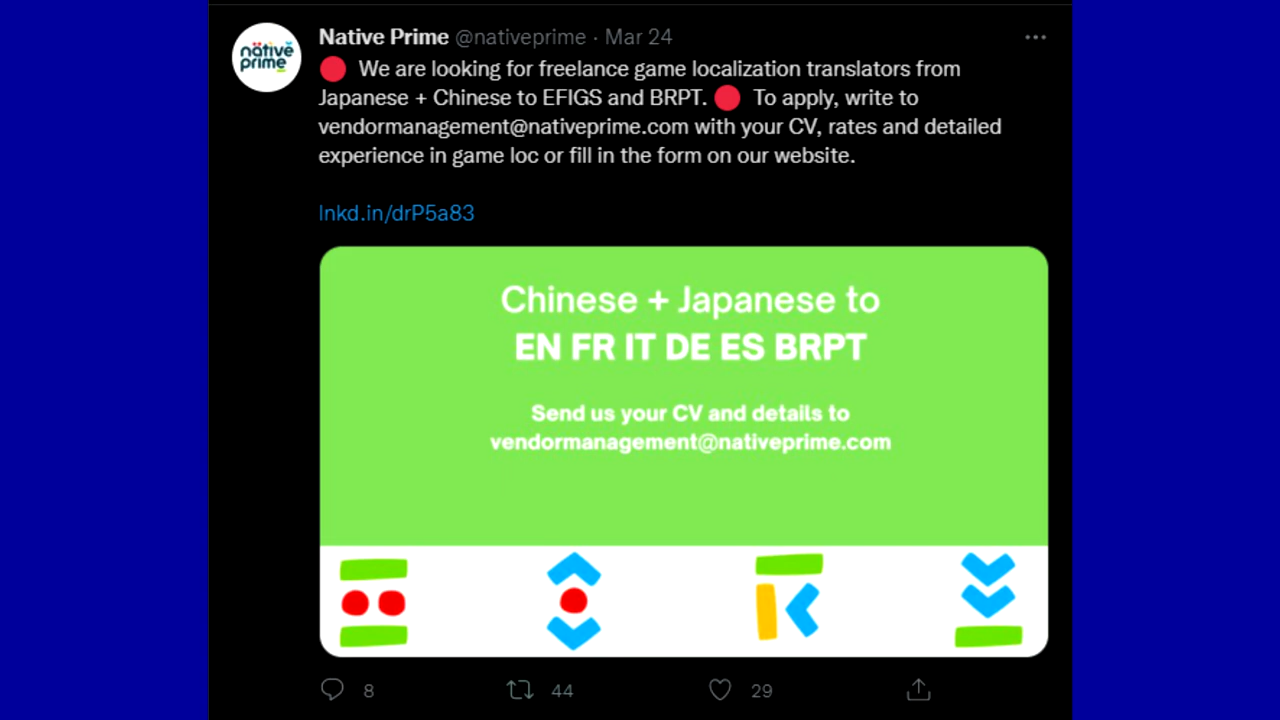 nätivĕ
prime
Native Prime @nativeprime · Mar 24
We are looking for freelance game localization translators from
Japanese + Chinese to EFIGS and BRPT. To apply, write to
vendormanagement@nativeprime.com with your CV, rates and detailed
experience in game loc or fill in the form on our website.
lnkd.in/drP5a83
Chinese + Japanese to
EN FR IT DE ES BRPT
Send us your CV and details to
vendormanagement@nativeprime.com
8 44 29